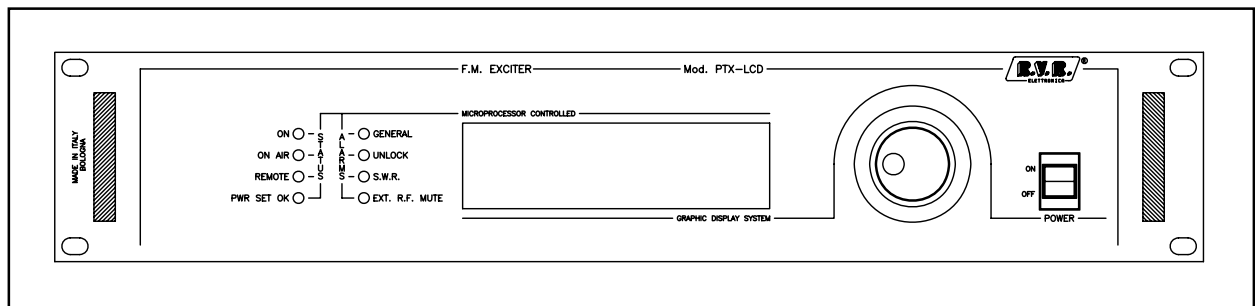 F.M. EXCITER
Mod. PTX-LCD
R.V.R.®
ELETTRONICA
MICROPROCESSOR CONTROLLED
MADE IN ITALY
BOLOGNA
STATUS
ALARMS
ON
ON AIR
REMOTE
PWR SET OK
GENERAL
UNLOCK
S.W.R.
EXT. R.F. MUTE
GRAPHIC DISPLAY SYSTEM
ON
OFF
POWER